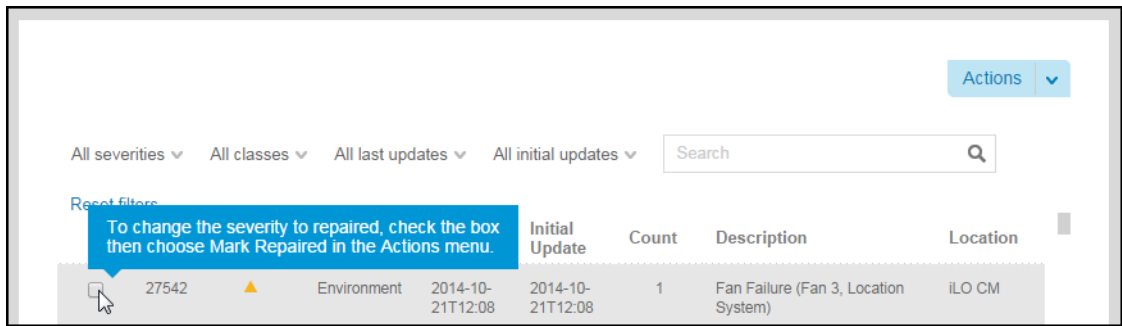 Actions
All severities All classes All last updates All initial updates Search
Reset filters
To change the severity to repaired, check the box
then choose Mark Repaired in the Actions menu.
Initial
Update
Count
Description
Location
27542
Environment
2014-10-
21T12:08
2014-10-
21T12:08
1
Fan Failure (Fan 3, Location
System)
iLO CM